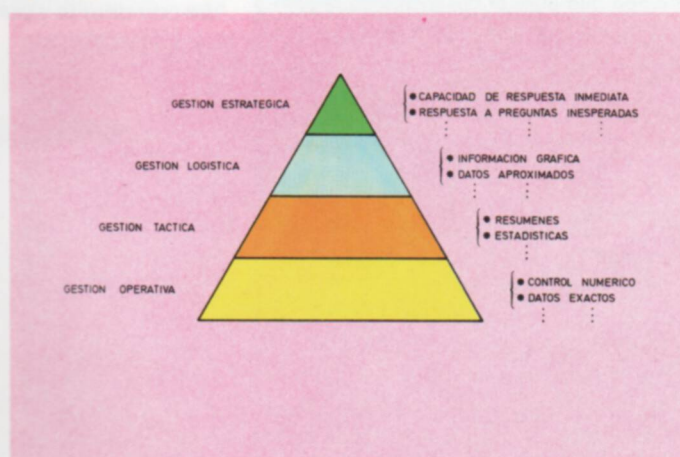 GESTION ESTRATEGICA
● CAPACIDAD DE RESPUESTA INMEDIATA
● RESPUESTA A PREGUNTAS INESPERADAS
GESTION LOGISTICA
● INFORMACION GRAFICA
● DATOS APROXIMADOS
GESTION TACTICA
● RESUMENES
● ESTADISTICAS
GESTION OPERATIVA
● CONTROL NUMERICO
● DATOS EXACTOS